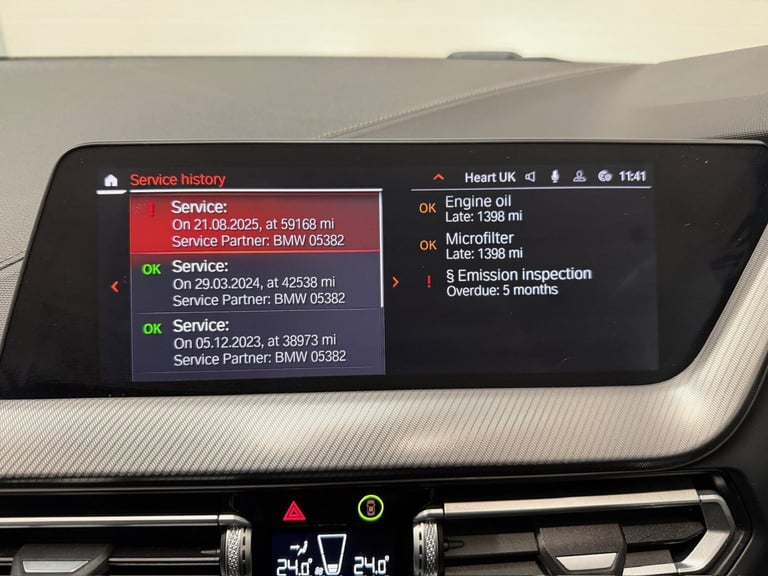 Service history
Heart UK 11:41
Service:
On 21.08.2025, at 59168 mi
Service Partner: BMW 05382
OK Service:
On 29.03.2024, at 42538 mi
Service Partner: BMW 05382
OK Service:
On 05.12.2023, at 38973 mi
Service Partner: BMW 05382
OK Engine oil
Late: 1398 mi
OK Microfilter
Late: 1398 mi
! § Emission inspection
Overdue: 5 months
24.0° 24.0°